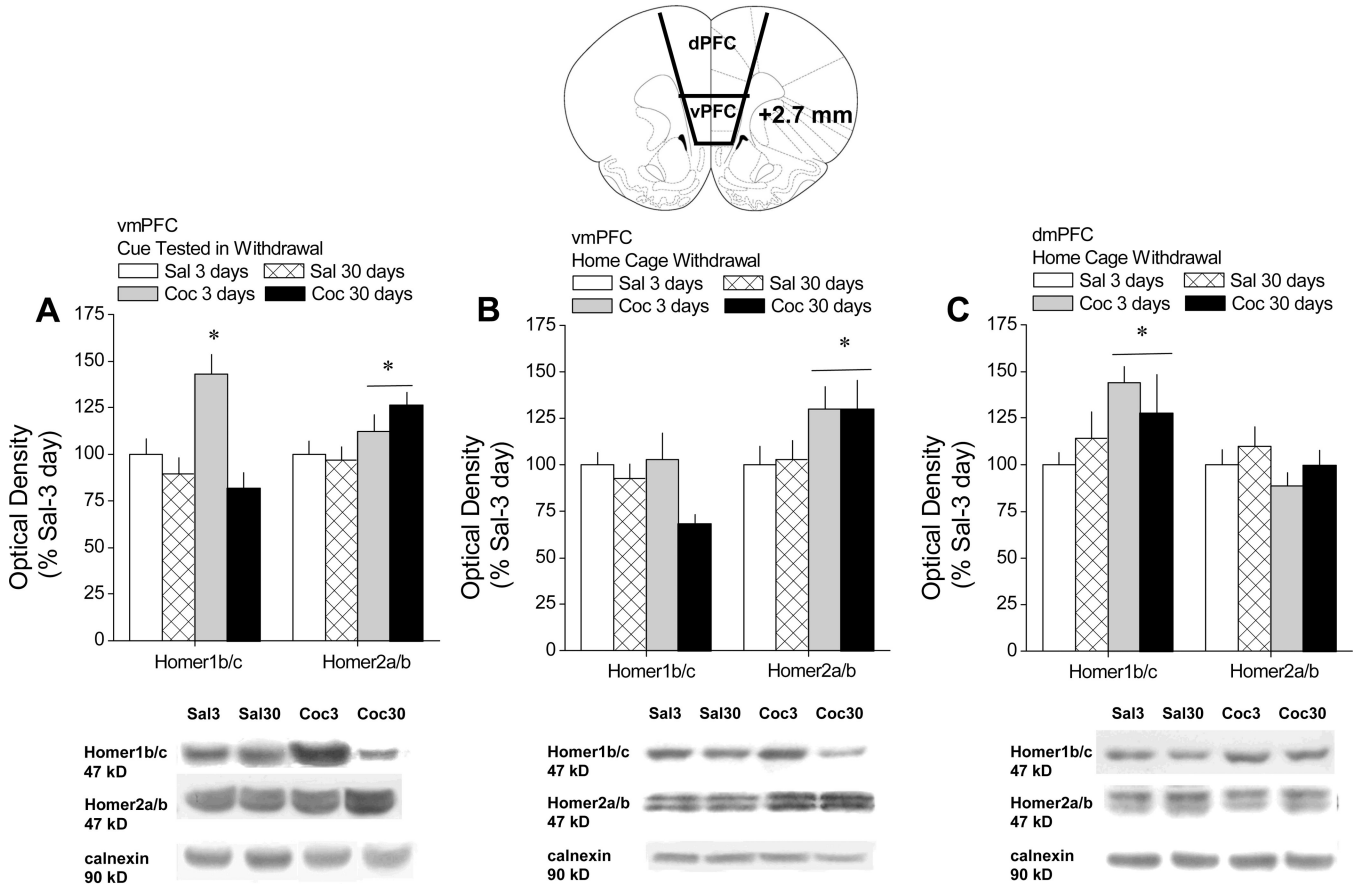 dPFC
vPFC
+2.7 mm
vmPFC
Cue Tested in Withdrawal
Sal 3 days Sal 30 days
Coc 3 days Coc 30 days
A
175
150
125
100
75
50
25
0
Optical Density
(% Sal-3 day)
*
*
Homer1b/c Homer2a/b
Sal3 Sal30 Coc3 Coc30
Homer1b/c
47 kD
Homer2a/b
47 kD
calnexin
90 kD
vmPFC
Home Cage Withdrawal
Sal 3 days Sal 30 days
Coc 3 days Coc 30 days
B
175
150
125
100
75
50
25
0
Optical Density
(% Sal-3 day)
*
Homer1b/c Homer2a/b
Sal3 Sal30 Coc3 Coc30
Homer1b/c
47 kD
Homer2a/b
47 kD
calnexin
90 kD
dmPFC
Home Cage Withdrawal
Sal 3 days Sal 30 days
Coc 3 days Coc 30 days
C
175
150
125
100
75
50
25
0
Optical Density
(% Sal-3 day)
*
Homer1b/c Homer2a/b
Sal3 Sal30 Coc3 Coc30
Homer1b/c
47 kD
Homer2a/b
47 kD
calnexin
90 kD